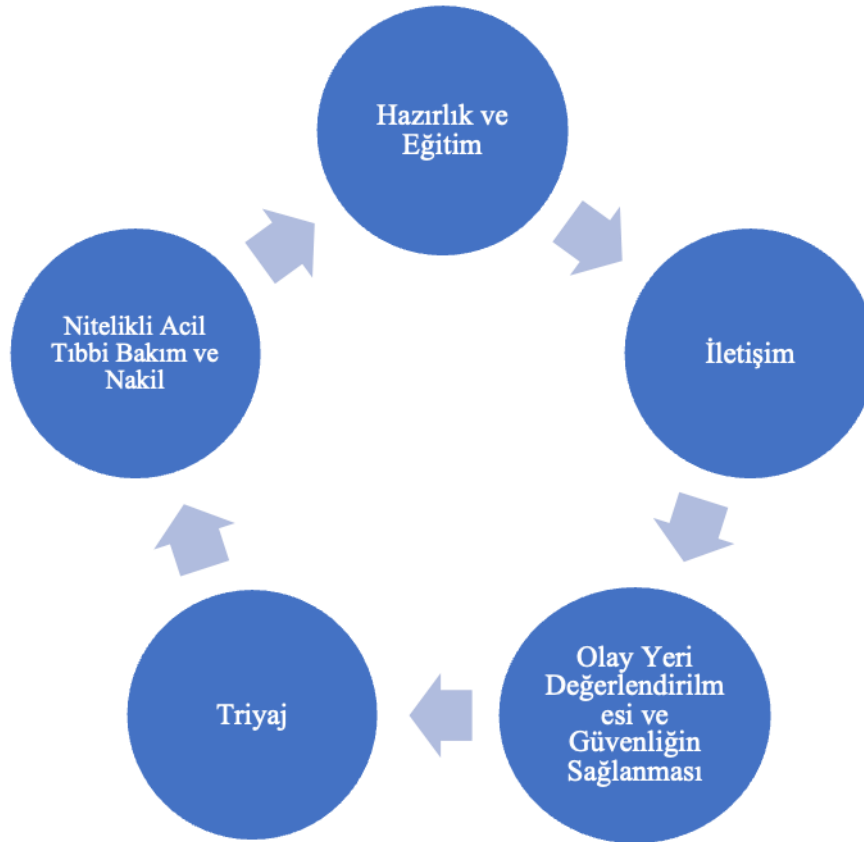 Hazırlık ve
Eğitim
İletişim
Olay Yeri
Değerlendirilm
esi ve
Güvenliğin
Sağlanması
Triyaj
Nitelikli Acil
Tıbbi Bakım ve
Nakil